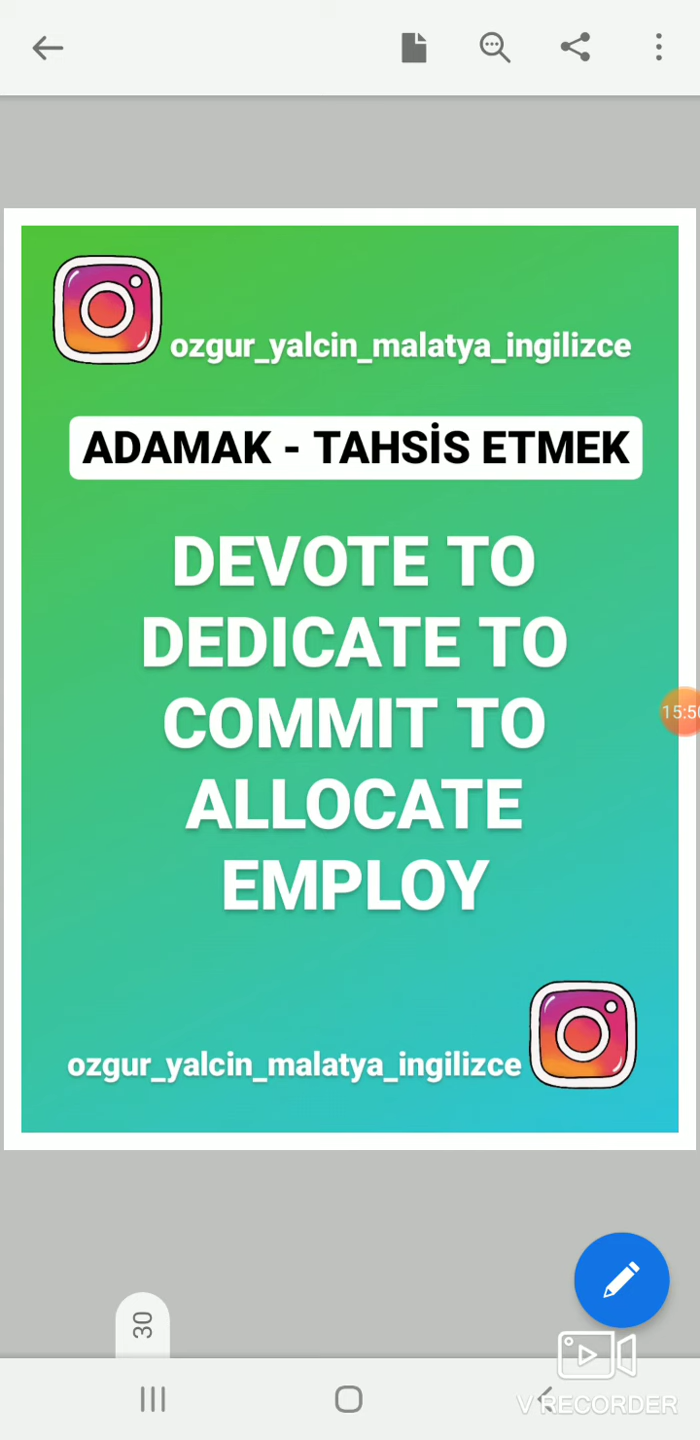 ozgur_yalcin_malatya_ingilizce
ADAMAK - TAHSİS ETMEK
DEVOTE TO
DEDICATE TO
COMMIT TO
ALLOCATE
EMPLOY
ozgur_yalcin_malatya_ingilizce
30
V RECORDER